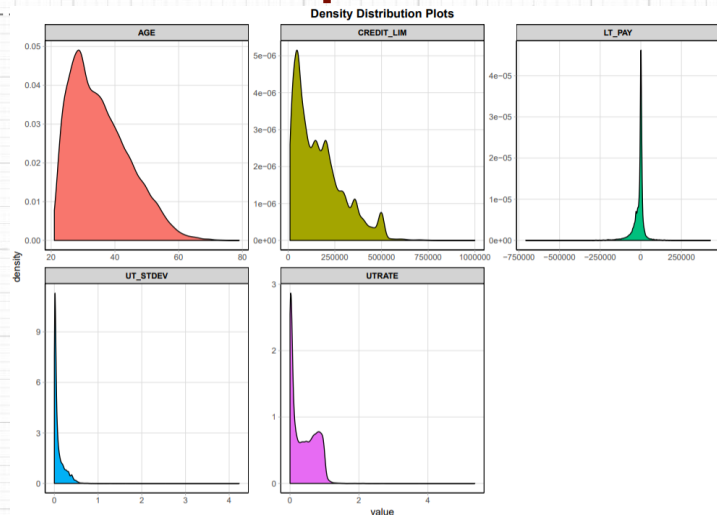 Density Distribution Plots
AGE
CREDIT_LIM
LT_PAY
0.05
0.04
0.03
0.02
0.01
0.00
20 40 60 80
5e-06
4e-06
3e-06
2e-06
1e-06
0e+00
0 250000 500000 750000 1000000
4e-05
3e-05
2e-05
1e-05
0e+00
−750000 −500000 −250000 0 250000
density
UT_STDEV
UTRATE
9
6
3
0
0 1 2 3 4
3
2
1
0
0 2 4
value